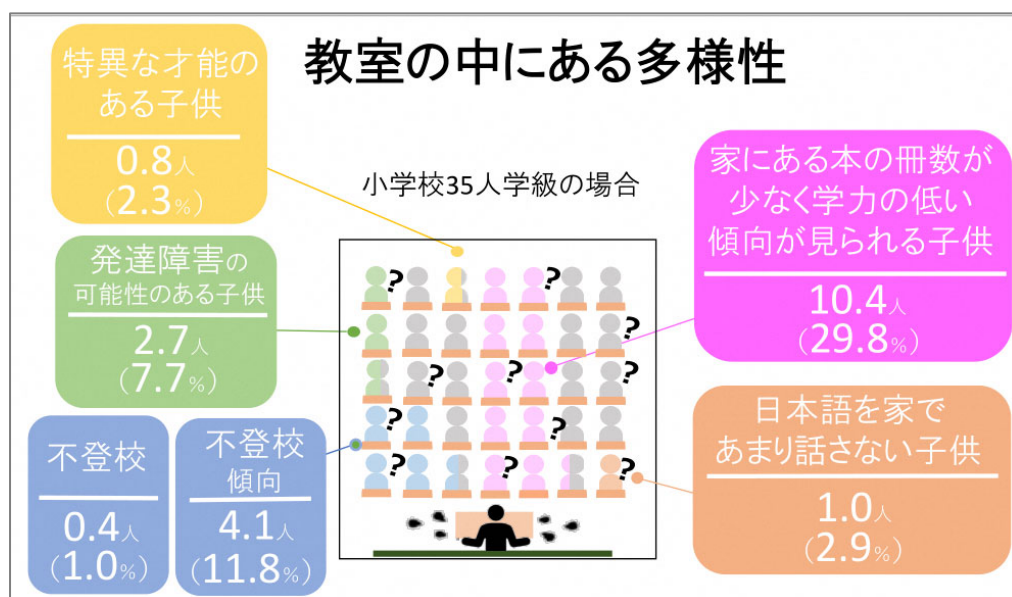 教室の中にある多様性
小学校35人学級の場合
特異な才能の
ある子供
0.8人
(2.3%)
発達障害の
可能性のある子供
2.7人
(7.7%)
不登校
0.4人
(1.0%)
不登校
傾向
4.1人
(11.8%)
家にある本の冊数が
少なく学力の低い
傾向が見られる子供
10.4人
(29.8%)
日本語を家で
あまり話さない子供
1.0人
(2.9%)
?
?
?
?
?
?
?
?
?
?
?